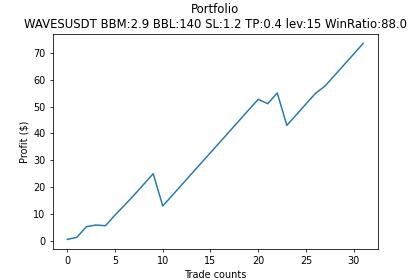 Portfolio
WAVESUSDT BBM:2.9 BBL:140 SL:1.2 TP:0.4 lev:15 WinRatio:88.0
Profit ($)
70
60
50
40
30
20
10
0
0 5 10 15 20 25 30
Trade counts